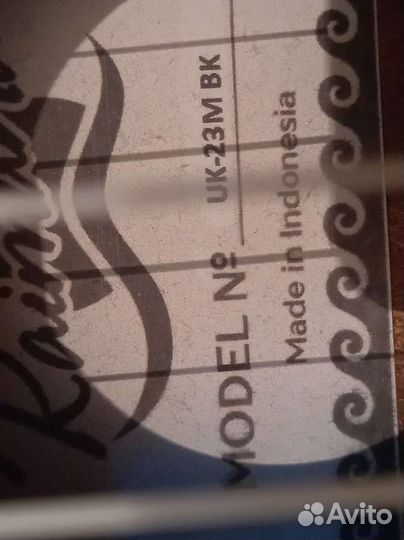 MODEL Nº UK-23M BK
Made in Indonesia
Avito